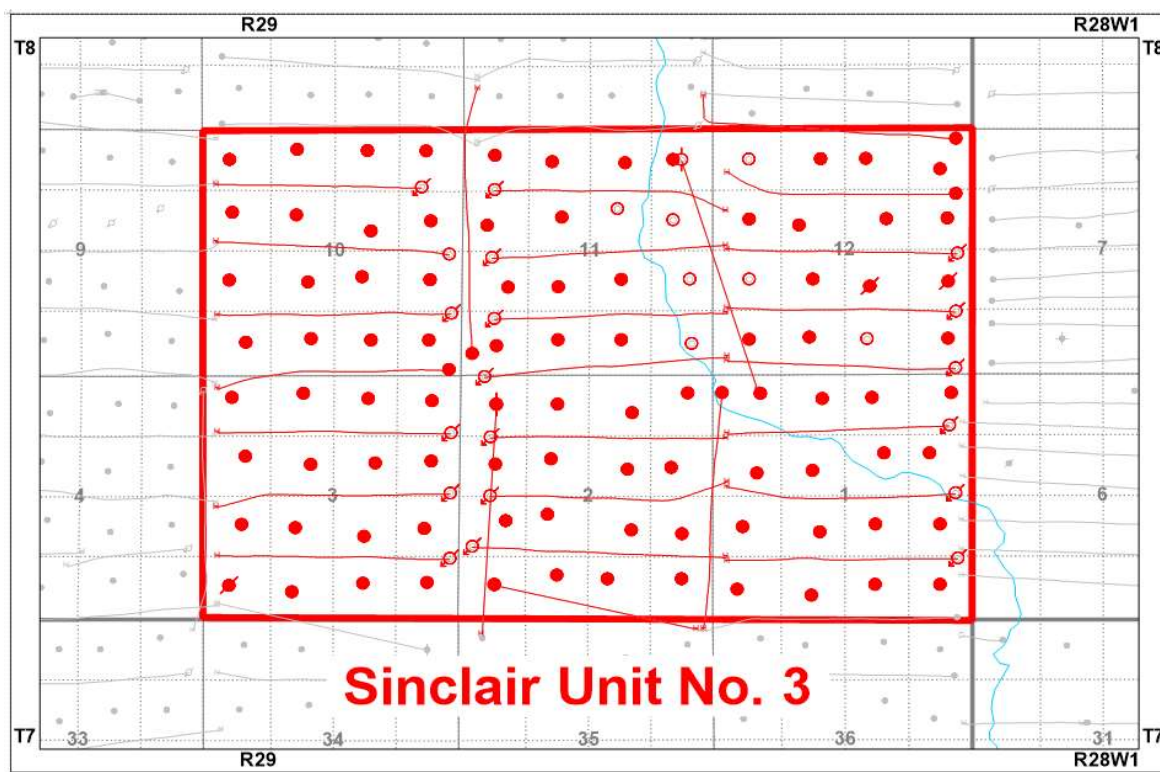 R29 R28W1
T8 T8
9 10 11 12 7
4 3 2 1 6
Sinclair Unit No. 3
T7 33 34 35 36 31 T7
R29 R28W1